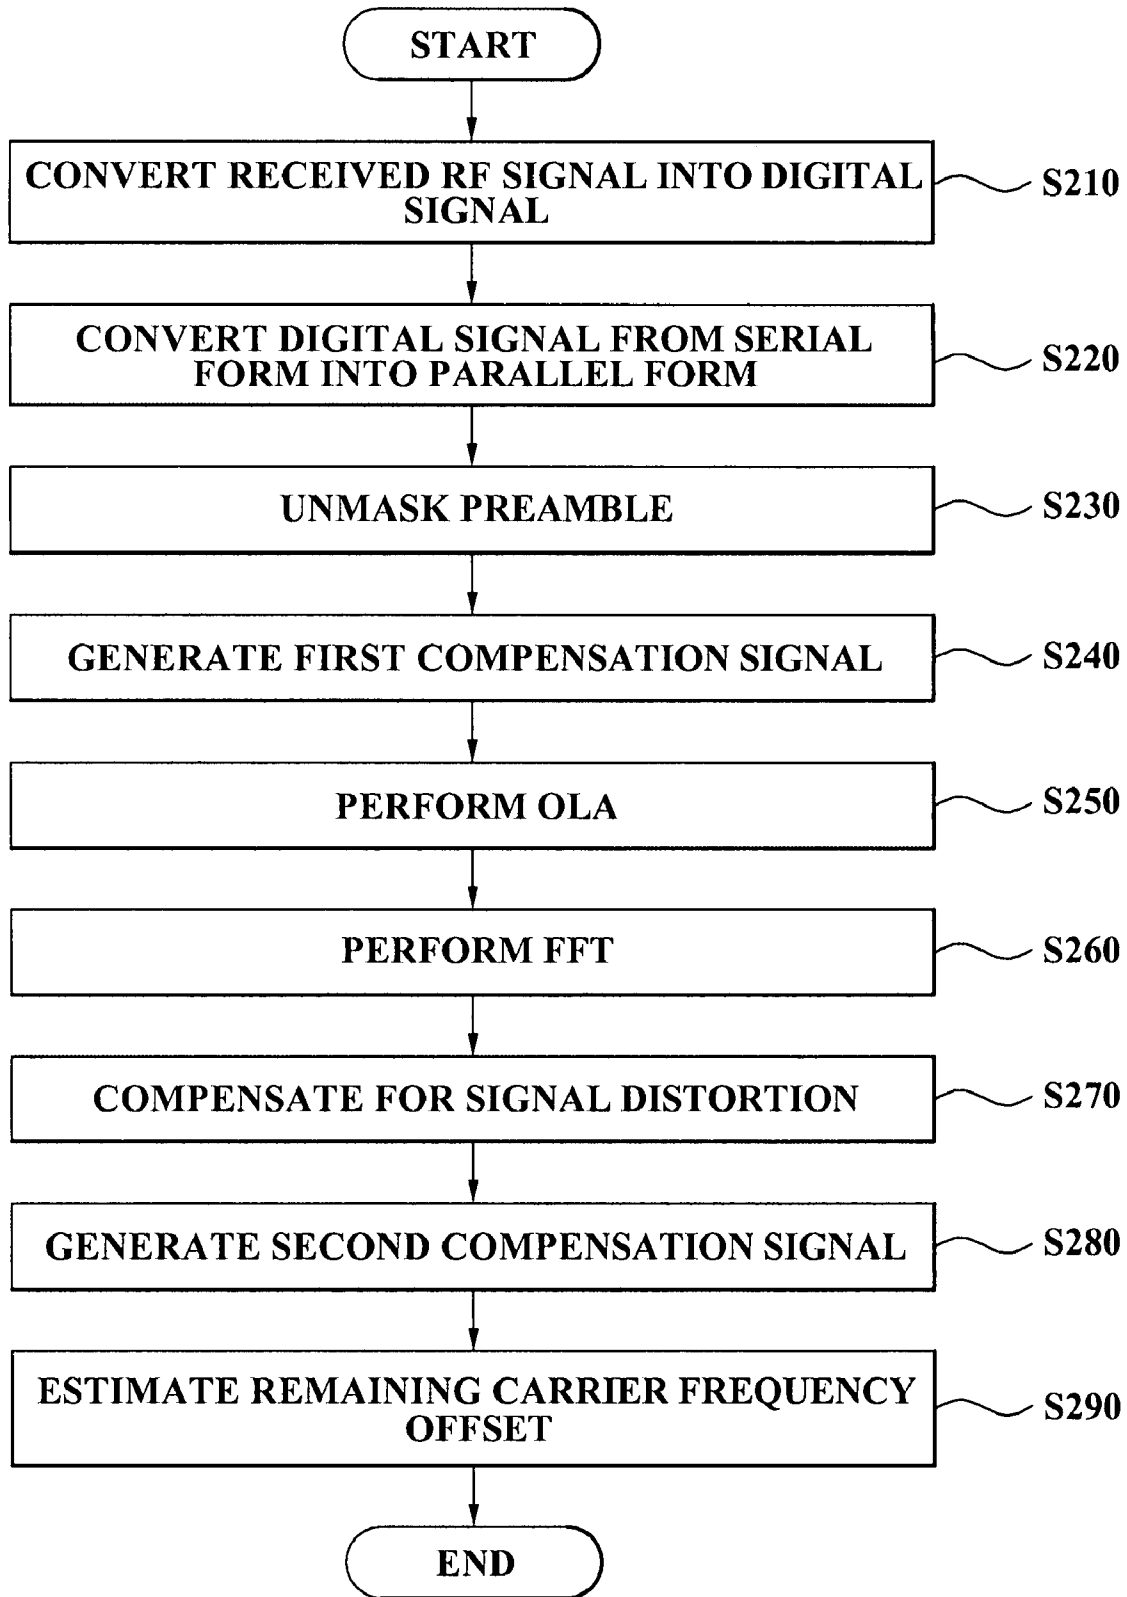 START
CONVERT RECEIVED RF SIGNAL INTO DIGITAL
SIGNAL
S210
CONVERT DIGITAL SIGNAL FROM SERIAL
FORM INTO PARALLEL FORM
S220
UNMASK PREAMBLE
S230
GENERATE FIRST COMPENSATION SIGNAL
S240
PERFORM OLA
S250
PERFORM FFT
S260
COMPENSATE FOR SIGNAL DISTORTION
S270
GENERATE SECOND COMPENSATION SIGNAL
S280
ESTIMATE REMAINING CARRIER FREQUENCY
OFFSET
S290
END